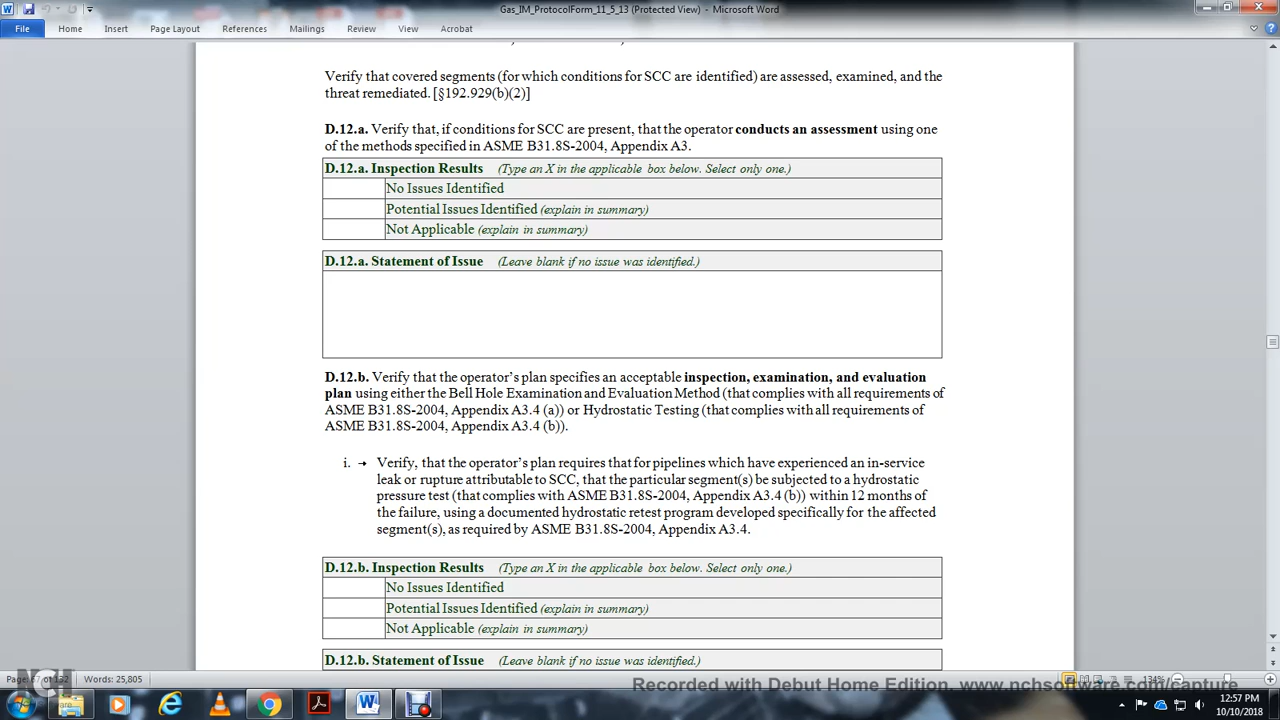 Gas_IM_ProtocolForm_11_5_13 (Protected View) - Microsoft Word
File Home Insert Page Layout References Mailings Review View Acrobat
Verify that covered segments (for which conditions for SCC are identified) are assessed, examined, and the
threat remediated. [§192.929(b)(2)]
D.12.a. Verify that, if conditions for SCC are present, that the operator conducts an assessment using one
of the methods specified in ASME B31.8S-2004, Appendix A3.
D.12.a. Inspection Results (Type an X in the applicable box below. Select only one.)
No Issues Identified
Potential Issues Identified (explain in summary)
Not Applicable (explain in summary)
D.12.a. Statement of Issue (Leave blank if no issue was identified.)
D.12.b. Verify that the operator's plan specifies an acceptable inspection, examination, and evaluation
plan using either the Bell Hole Examination and Evaluation Method (that complies with all requirements of
ASME B31.8S-2004, Appendix A3.4 (a)) or Hydrostatic Testing (that complies with all requirements of
ASME B31.8S-2004, Appendix A3.4 (b)).
i. → Verify, that the operator's plan requires that for pipelines which have experienced an in-service
leak or rupture attributable to SCC, that the particular segment(s) be subjected to a hydrostatic
pressure test (that complies with ASME B31.8S-2004, Appendix A3.4 (b)) within 12 months of
the failure, using a documented hydrostatic retest program developed specifically for the affected
segment(s), as required by ASME B31.8S-2004, Appendix A3.4.
D.12.b. Inspection Results (Type an X in the applicable box below. Select only one.)
No Issues Identified
Potential Issues Identified (explain in summary)
Not Applicable (explain in summary)
D.12.b. Statement of Issue (Leave blank if no issue was identified.)
Words: 25,805
134%
NCH
Recorded with Debut Home Edition. www.nchsoftware.com/capture
12:57 PM
10/10/2018